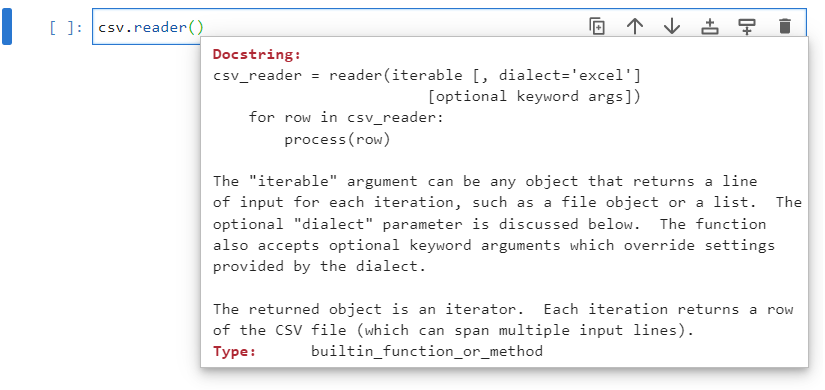 [ ]: csv.reader()
Docstring:
csv_reader = reader(iterable [, dialect='excel']
                        [optional keyword args])
    for row in csv_reader:
        process(row)
The "iterable" argument can be any object that returns a line
of input for each iteration, such as a file object or a list.  The
optional "dialect" parameter is discussed below.  The function
also accepts optional keyword arguments which override settings
provided by the dialect.
The returned object is an iterator.  Each iteration returns a row
of the CSV file (which can span multiple input lines).
Type:      builtin_function_or_method